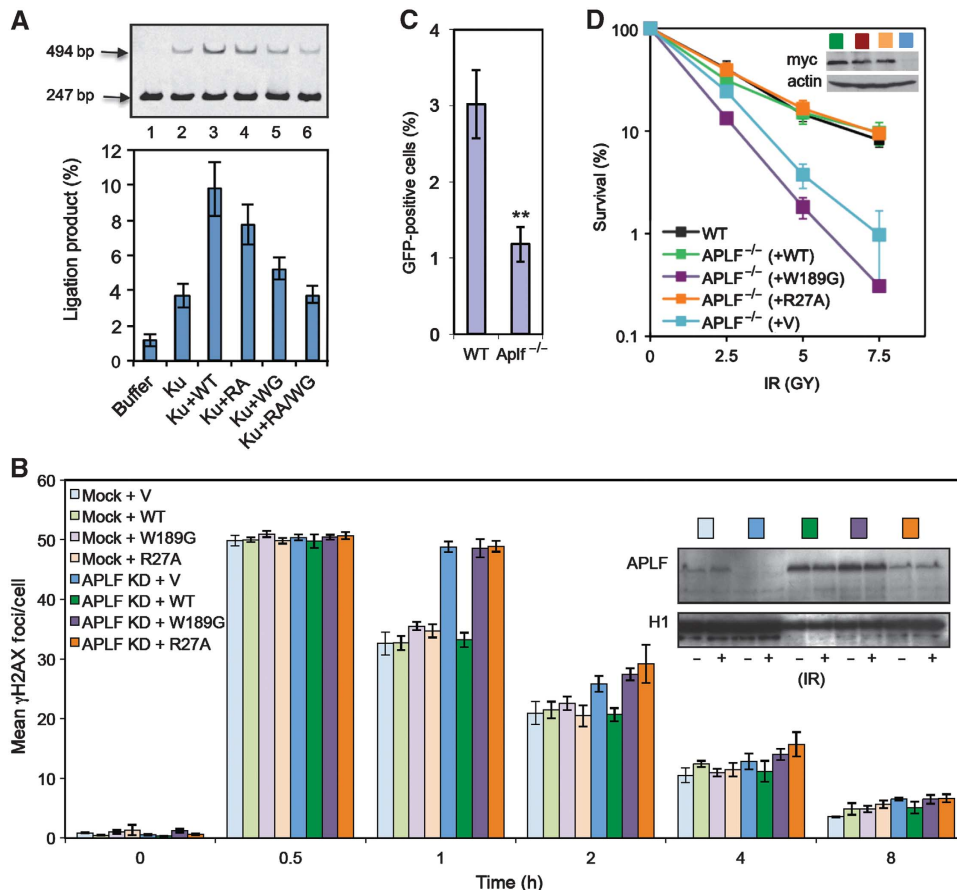 A
494 bp
247 bp
1 2 3 4 5 6
Ligation product (%)
12
10
8
6
4
2
0
Buffer
Ku
Ku+WT
Ku+RA
Ku+WG
Ku+RA/WG
C
GFP-positive cells (%)
4
3
2
1
0
**
WT Aplf −/−
D
Survival (%)
100
10
1
0.1
myc
actin
WT
APLF−/− (+WT)
APLF−/− (+W189G)
APLF−/− (+R27A)
APLF−/− (+V)
0 2.5 5 7.5
IR (GY)
B
Mean γH2AX foci/cell
60
50
40
30
20
10
0
Mock + V
Mock + WT
Mock + W189G
Mock + R27A
APLF KD + V
APLF KD + WT
APLF KD + W189G
APLF KD + R27A
APLF
H1
− + − + − + − + − +
(IR)
0 0.5 1 2 4 8
Time (h)